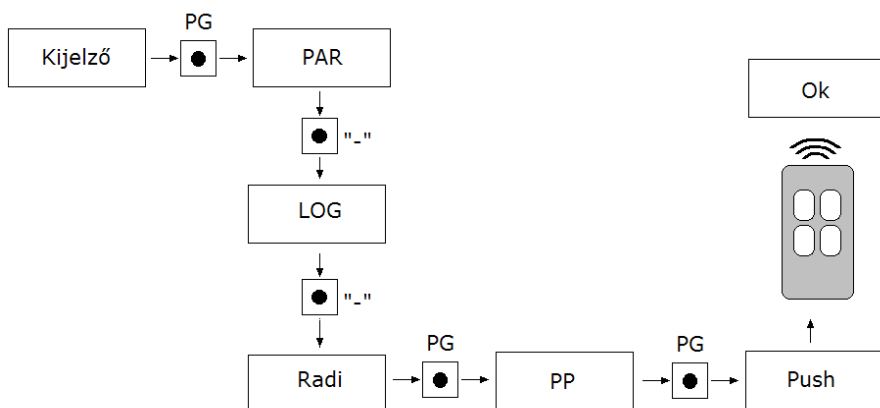 PG
Kijelző
PAR
"-"
LOG
"-"
Radi
PG
PP
PG
Push
Ok